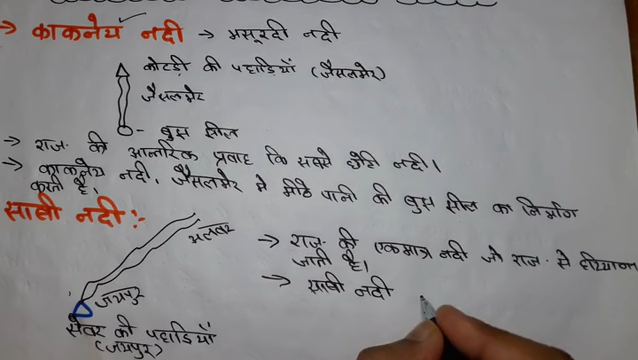 → काकनेय नदी → मसूरदी नदी
कोटड़ी की पहाड़ियाँ (जैसलमेर)
जैसलमेर
बुझ झील
→ राज. की आन्तरिक प्रवाह कि सबसे छोटी नदी।
→ काकनेय नदी, जैसलमेर मे मीठे पानी की बुझ झील का निर्माण
करती है।
साबी नदी :-
अलवर
→ राज. की एकमात्र नदी जो राज. से हरियाणा
जाती है।
→ साबी नदी
जयपुर
सेवर की पहाड़ियाँ
(जयपुर)